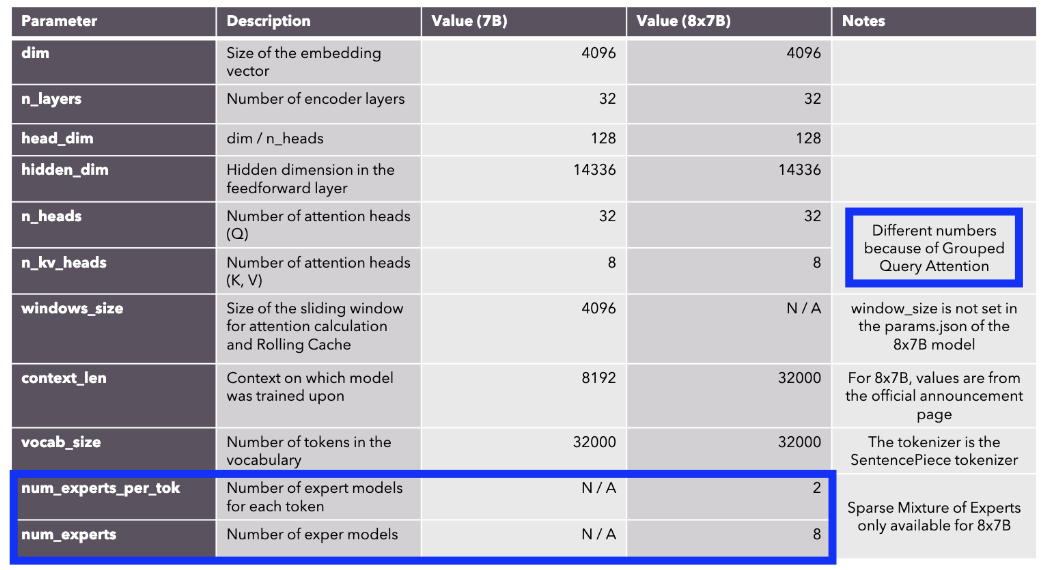 Parameter Description Value (7B) Value (8x7B) Notes
dim Size of the embedding vector 4096 4096
n_layers Number of encoder layers 32 32
head_dim dim / n_heads 128 128
hidden_dim Hidden dimension in the feedforward layer 14336 14336
n_heads Number of attention heads (Q) 32 32 Different numbers because of Grouped Query Attention
n_kv_heads Number of attention heads (K, V) 8 8
windows_size Size of the sliding window for attention calculation and Rolling Cache 4096 N / A window_size is not set in the params.json of the 8x7B model
context_len Context on which model was trained upon 8192 32000 For 8x7B, values are from the official announcement page
vocab_size Number of tokens in the vocabulary 32000 32000 The tokenizer is the SentencePiece tokenizer
num_experts_per_tok Number of expert models for each token N / A 2 Sparse Mixture of Experts only available for 8x7B
num_experts Number of exper models N / A 8